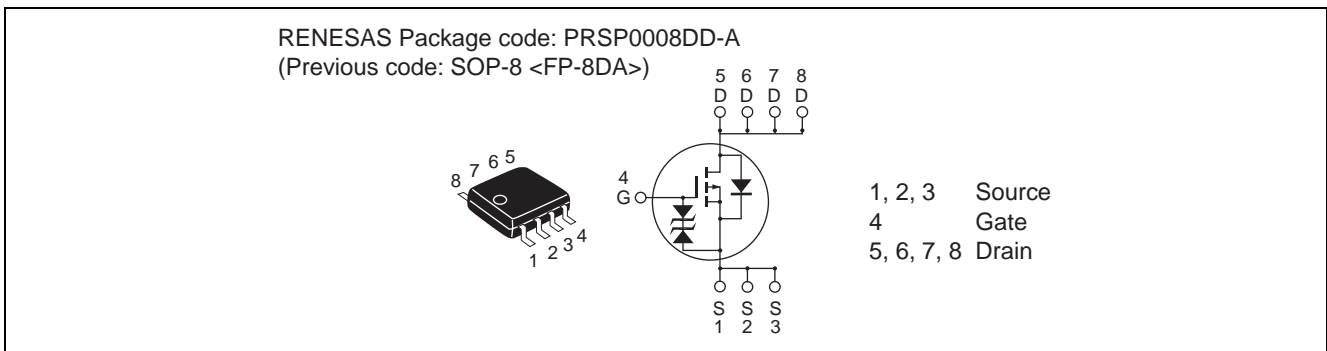 RENESAS Package code: PRSP0008DD-A
(Previous code: SOP-8 <FP-8DA>)
5 6 7 8
D D D D
8 7 6 5
4
G
1 2 3 4
S S S
1 2 3
1, 2, 3 Source
4 Gate
5, 6, 7, 8 Drain